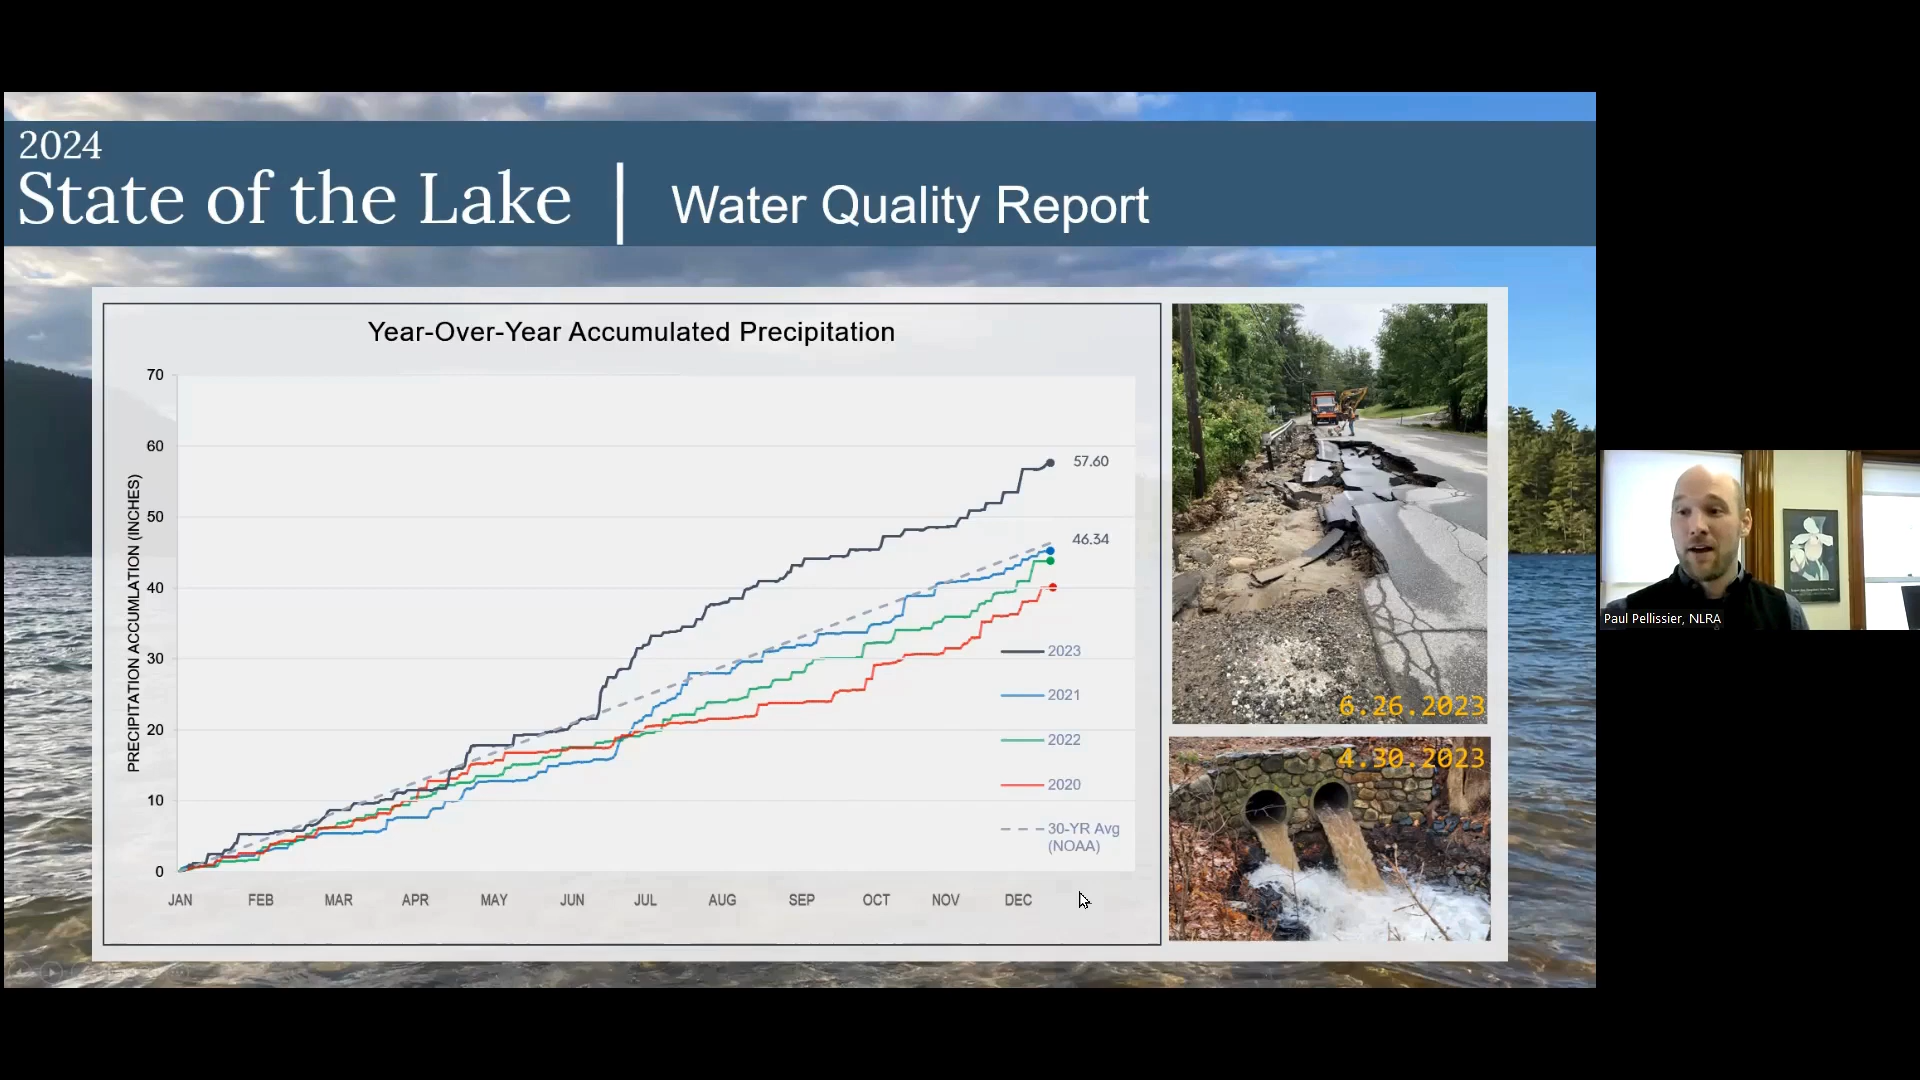 2024
State of the Lake | Water Quality Report
Year-Over-Year Accumulated Precipitation
PRECIPITATION ACCUMLATION (INCHES)
70
60
50
40
30
20
10
0
JAN FEB MAR APR MAY JUN JUL AUG SEP OCT NOV DEC
57.60
46.34
2023
2021
2022
2020
30-YR Avg
(NOAA)
6.26.2023
4.30.2023
Paul Pellissier, NLRA